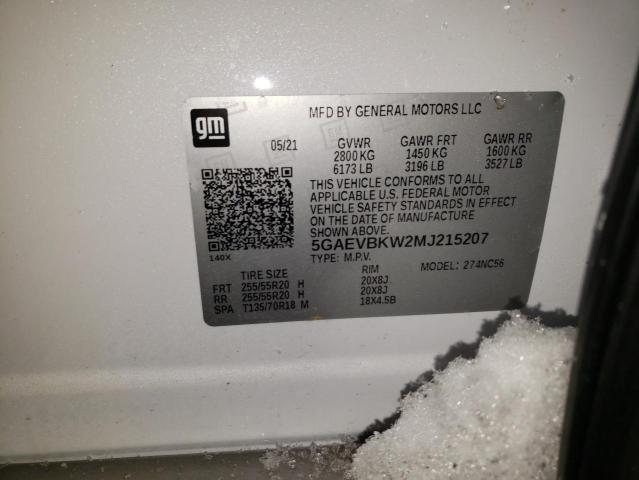 gm
MFD BY GENERAL MOTORS LLC
05/21 GVWR GAWR FRT GAWR RR
2800 KG 1450 KG 1600 KG
6173 LB 3196 LB 3527 LB
THIS VEHICLE CONFORMS TO ALL
APPLICABLE U.S. FEDERAL MOTOR
VEHICLE SAFETY STANDARDS IN EFFECT
ON THE DATE OF MANUFACTURE
SHOWN ABOVE.
5GAEVBKW2MJ215207
140X
TYPE: M.P.V. MODEL: 274NC56
TIRE SIZE RIM
FRT 255/55R20 H 20X8J
RR 255/55R20 H 20X8J
SPA T135/70R18 M 18X4.5B